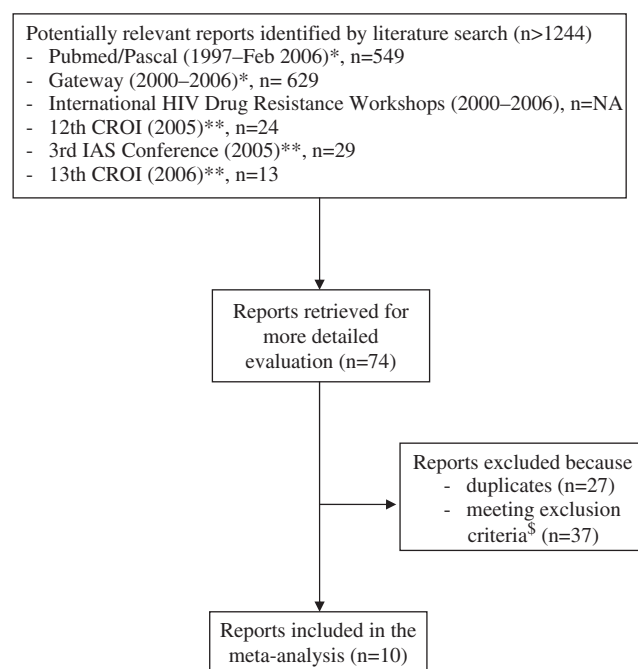 Potentially relevant reports identified by literature search (n>1244)
- Pubmed/Pascal (1997–Feb 2006)*, n=549
- Gateway (2000–2006)*, n= 629
- International HIV Drug Resistance Workshops (2000–2006), n=NA
- 12th CROI (2005)**, n=24
- 3rd IAS Conference (2005)**, n=29
- 13th CROI (2006)**, n=13
Reports retrieved for
more detailed
evaluation (n=74)
Reports excluded because
- duplicates (n=27)
- meeting exclusion
criteria$ (n=37)
Reports included in the
meta-analysis (n=10)